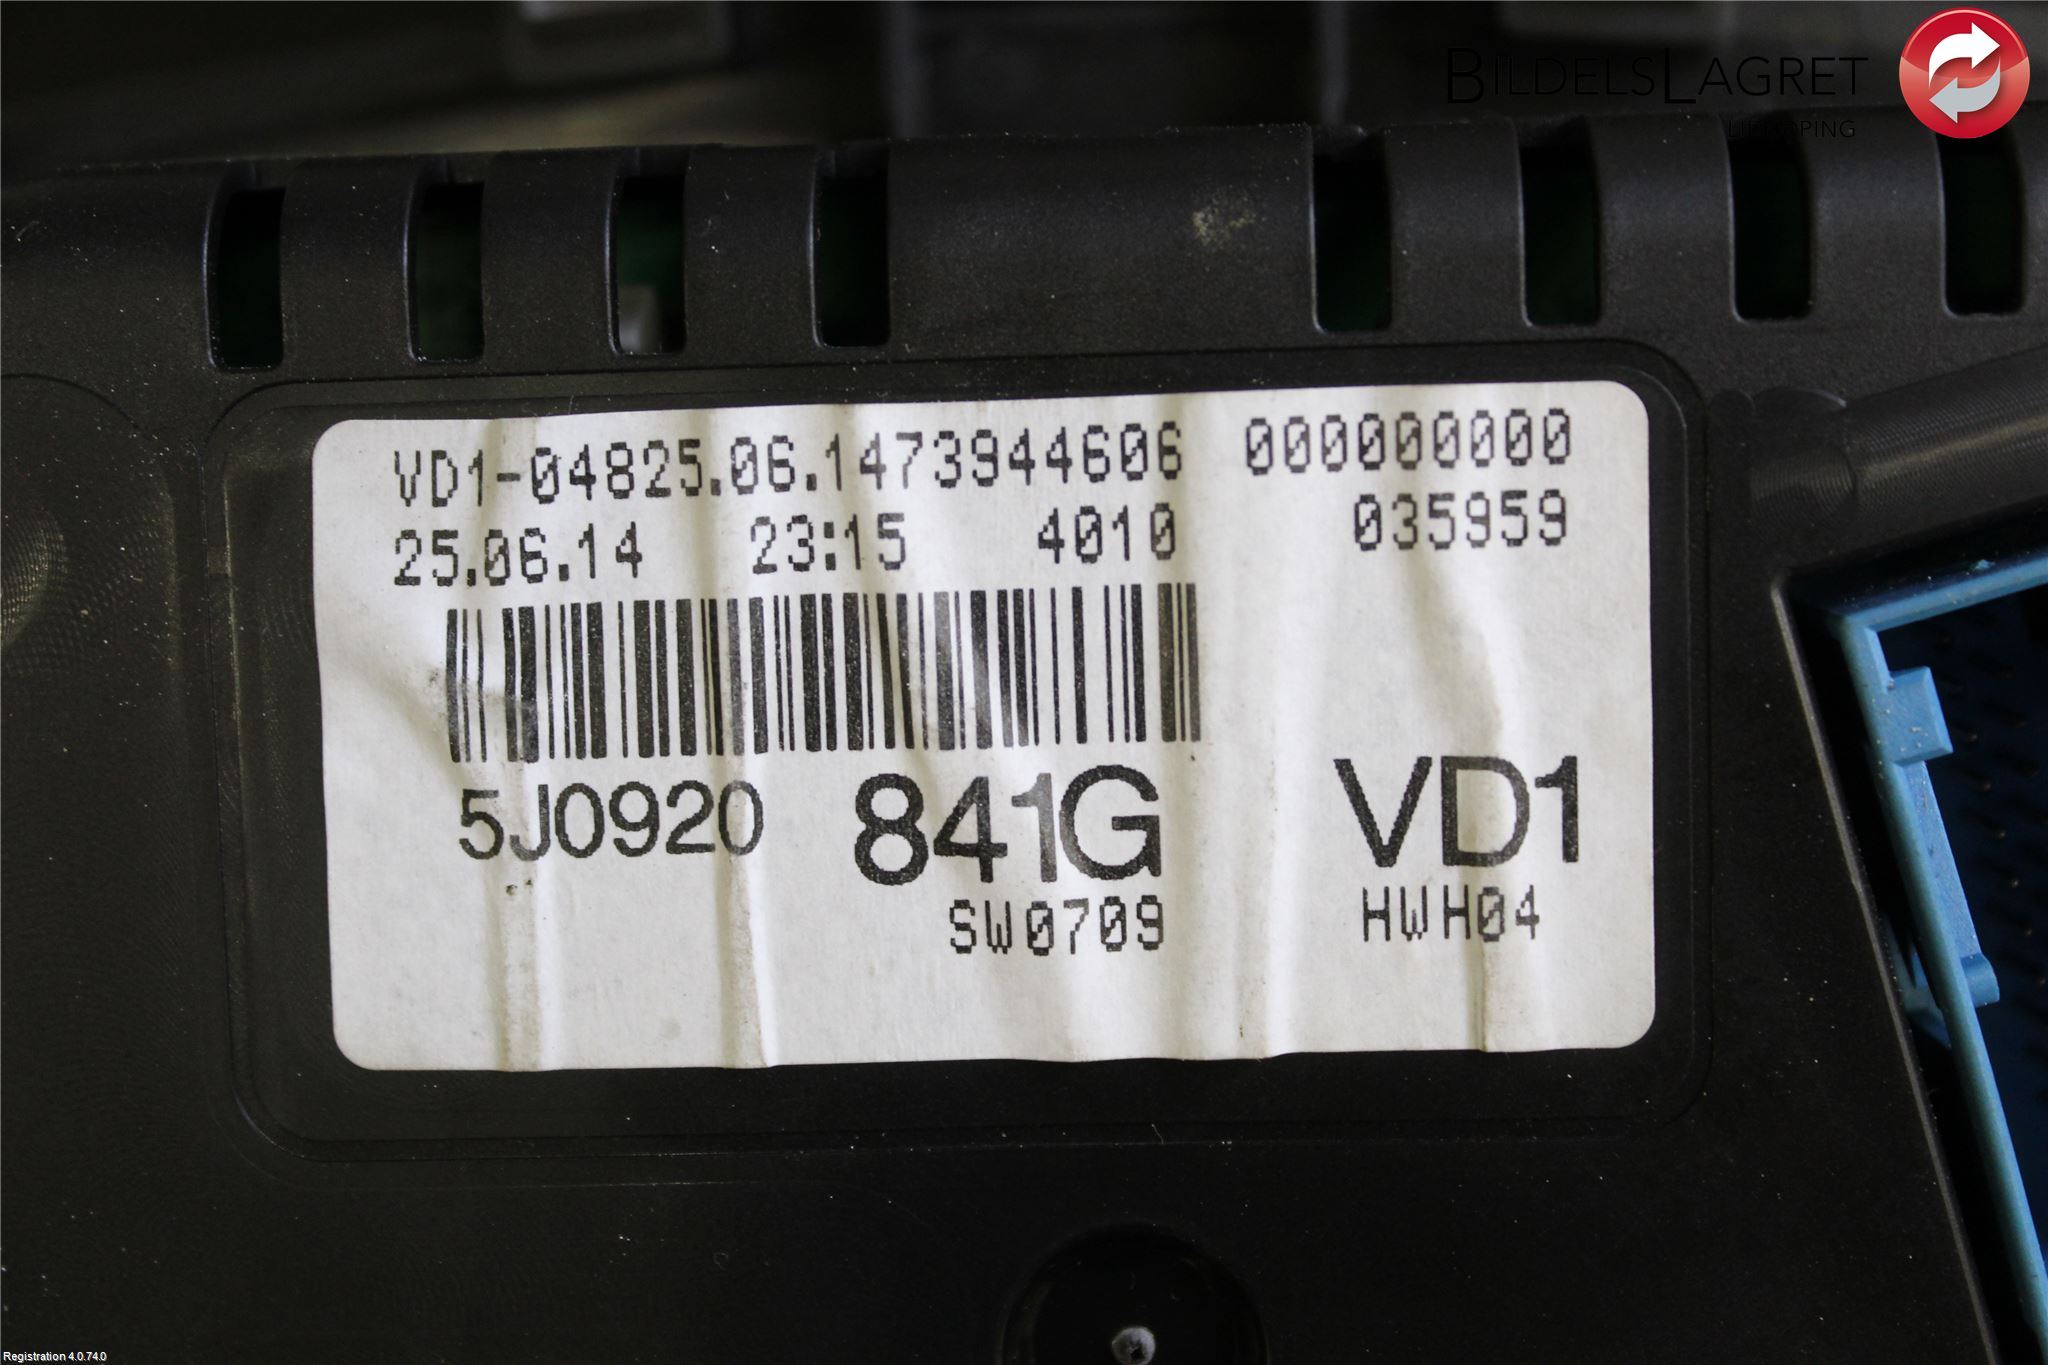 BILDELSLAGRET
LIDKÖPING
VD1-04825.06.1473944606 000000000
25.06.14 23:15 4010 035959
5J0920 841G VD1
SW0709 HWH04
Registration 4.0.74.0